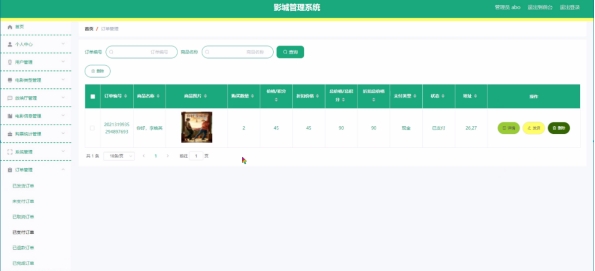 影城管理系统
管理员 abo 退出到前台 退出登录
首页
首页 / 订单管理
个人中心
用户管理
电影类型管理
放映厅管理
电影信息管理
购票统计管理
系统管理
订单管理
已发货订单
未支付订单
已取消订单
已支付订单
已退款订单
已完成订单
订单编号 订单编号 商品名称 商品名称 查询
删除
订单编号 商品名称 商品图片 购买数量 价格/积分 折扣价格 总价格/总积分 折扣总价格 支付类型 状态 地址 操作
2 45 45 90 90 现金 已支付 26,27 详情 发货 删除
共 1 条 10条/页 1 前往 1 页